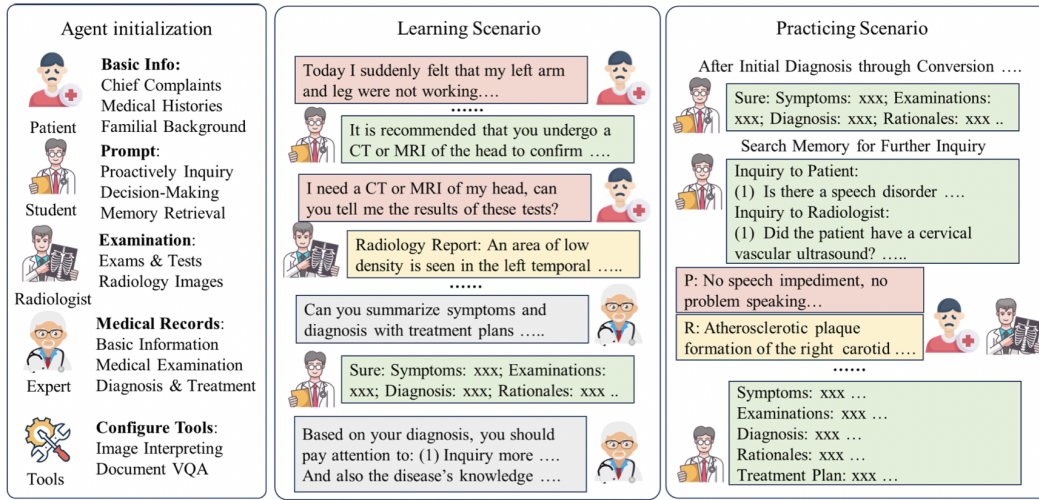 Agent initialization
Patient
Basic Info:
Chief Complaints
Medical Histories
Familial Background
Student
Prompt:
Proactively Inquiry
Decision-Making
Memory Retrieval
Radiologist
Examination:
Exams & Tests
Radiology Images
Expert
Medical Records:
Basic Information
Medical Examination
Diagnosis & Treatment
Tools
Configure Tools:
Image Interpreting
Document VQA
Learning Scenario
Today I suddenly felt that my left arm
and leg were not working….
……
It is recommended that you undergo a
CT or MRI of the head to confirm ….
I need a CT or MRI of my head, can
you tell me the results of these tests?
Radiology Report: An area of low
density is seen in the left temporal …..
……
Can you summarize symptoms and
diagnosis with treatment plans …..
Sure: Symptoms: xxx; Examinations:
xxx; Diagnosis: xxx; Rationales: xxx ..
Based on your diagnosis, you should
pay attention to: (1) Inquiry more ….
And also the disease's knowledge ….
Practicing Scenario
After Initial Diagnosis through Conversion ….
Sure: Symptoms: xxx; Examinations:
xxx; Diagnosis: xxx; Rationales: xxx ..
Search Memory for Further Inquiry
Inquiry to Patient:
(1) Is there a speech disorder ….
Inquiry to Radiologist:
(1) Did the patient have a cervical
vascular ultrasound? …..
P: No speech impediment, no
problem speaking…
R: Atherosclerotic plaque
formation of the right carotid ….
……
Symptoms: xxx …
Examinations: xxx …
Diagnosis: xxx …
Rationales: xxx …
Treatment Plan: xxx …